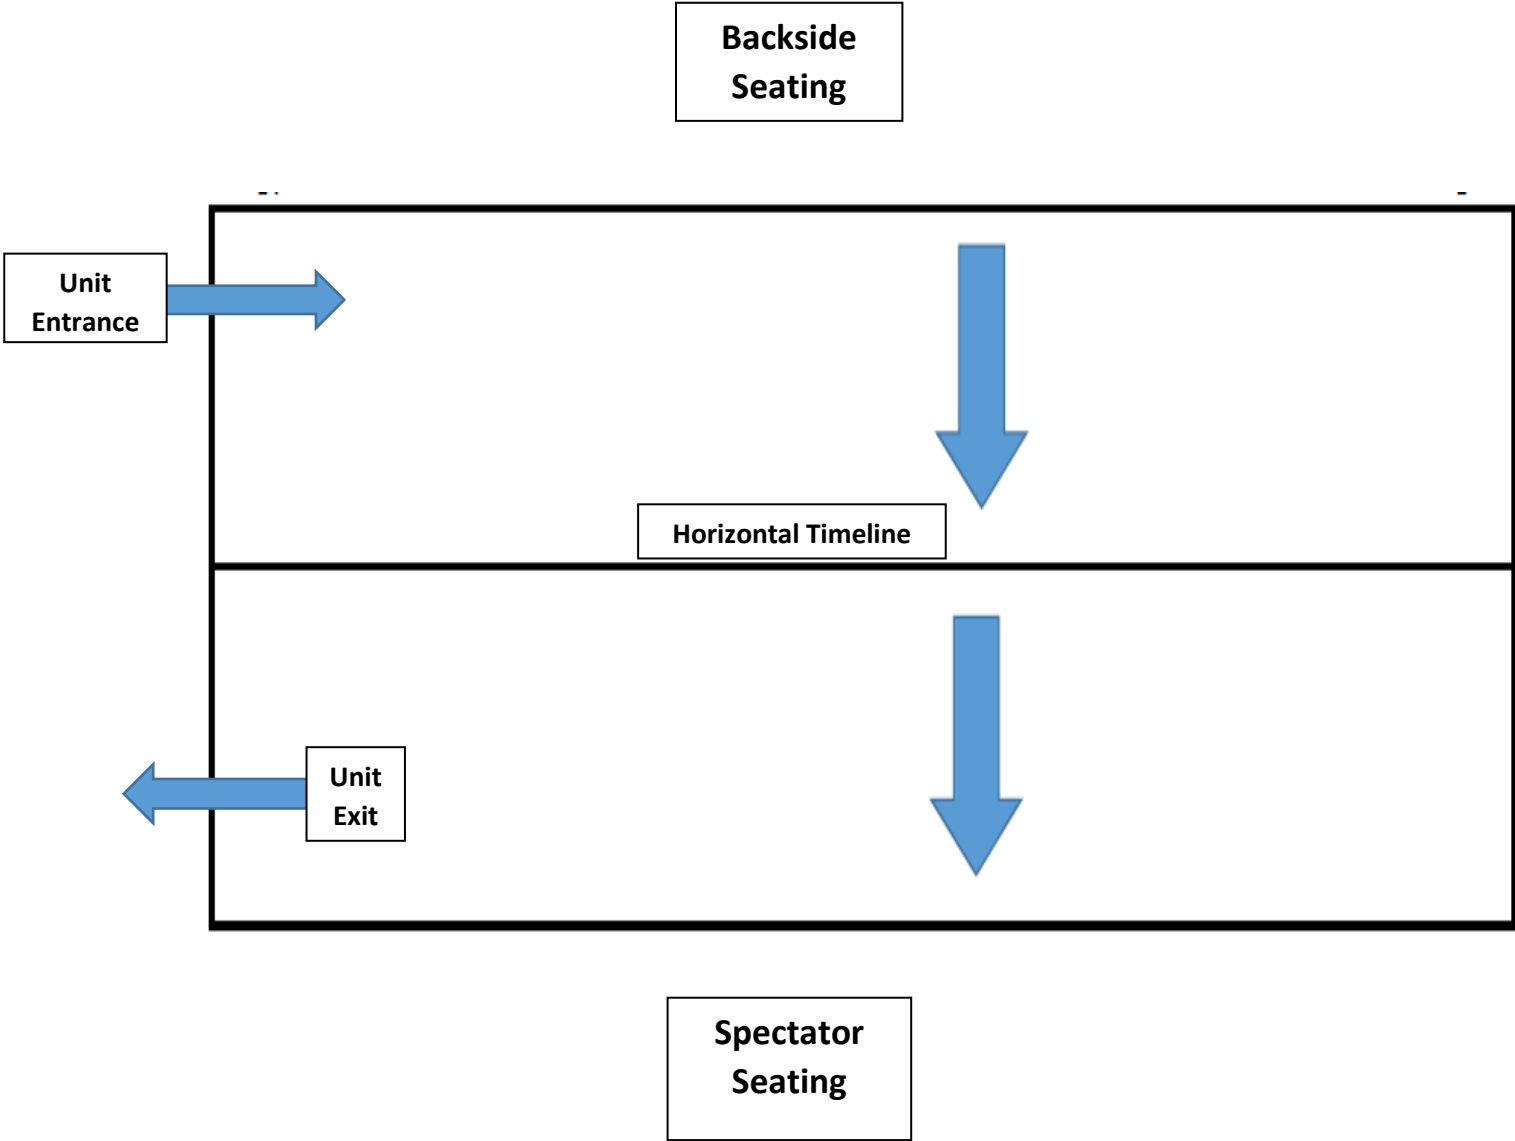 Backside
Seating
Unit
Entrance
Horizontal Timeline
Unit
Exit
Spectator
Seating